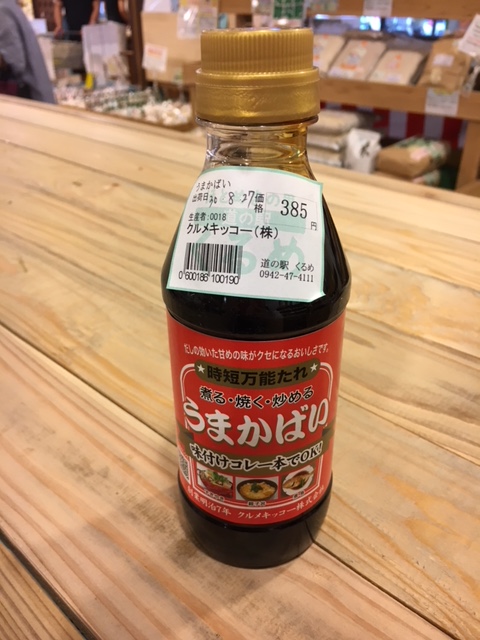 うまかばい
出荷日 30 8 27 価格 385 円
生産者:0018
クルメキッコー(株)
道の駅 くるめ
0942-47-4111
0 600186 100190
だしの効いた甘めの味がクセになるおいしさです。
時短万能たれ
煮る・焼く・炒める
うまかばい
味付けコレ一本でOK!
創業明治7年 クルメキッコー株式会社